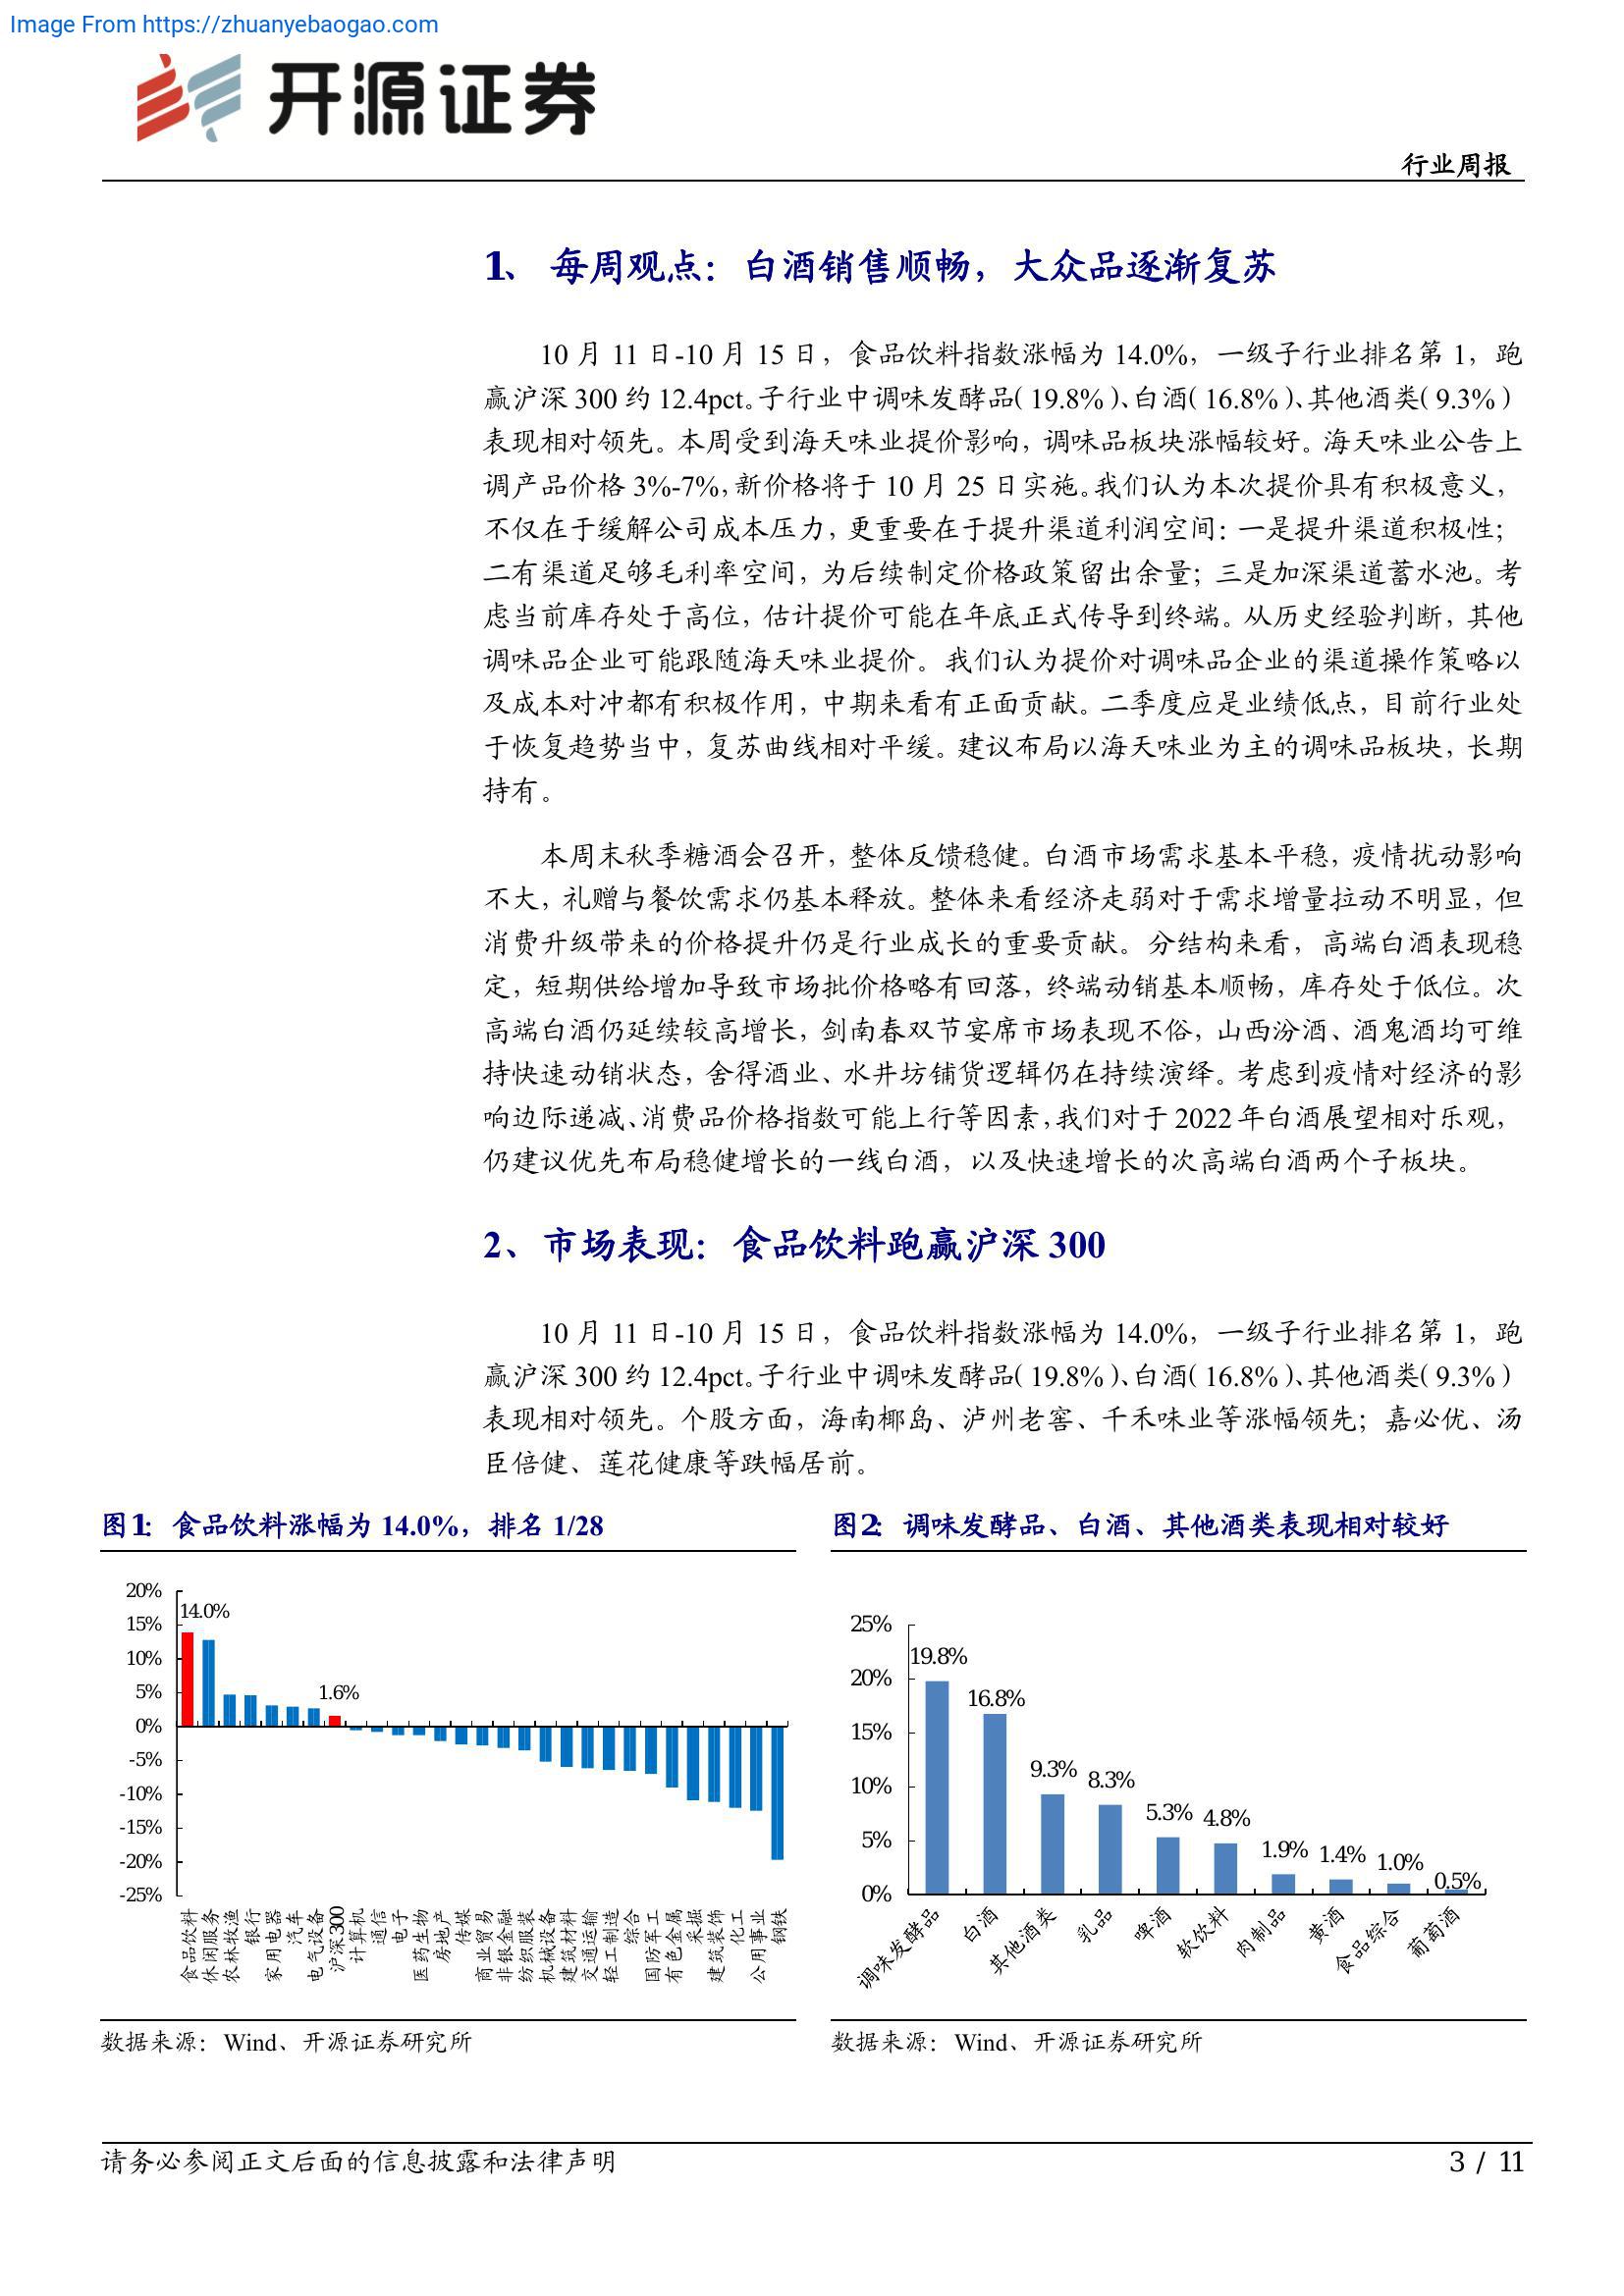 Image From https://zhuanyebaogao.com
开源证券
行业周报
1、 每周观点：白酒销售顺畅，大众品逐渐复苏
10 月 11 日-10 月 15 日，食品饮料指数涨幅为 14.0%，一级子行业排名第 1，跑
赢沪深 300 约 12.4pct。子行业中调味发酵品（19.8%）、白酒（16.8%）、其他酒类（9.3%）
表现相对领先。本周受到海天味业提价影响，调味品板块涨幅较好。海天味业公告上
调产品价格 3%-7%，新价格将于 10 月 25 日实施。我们认为本次提价具有积极意义，
不仅在于缓解公司成本压力，更重要在于提升渠道利润空间：一是提升渠道积极性；
二有渠道足够毛利率空间，为后续制定价格政策留出余量；三是加深渠道蓄水池。考
虑当前库存处于高位，估计提价可能在年底正式传导到终端。从历史经验判断，其他
调味品企业可能跟随海天味业提价。我们认为提价对调味品企业的渠道操作策略以
及成本对冲都有积极作用，中期来看有正面贡献。二季度应是业绩低点，目前行业处
于恢复趋势当中，复苏曲线相对平缓。建议布局以海天味业为主的调味品板块，长期
持有。
本周末秋季糖酒会召开，整体反馈稳健。白酒市场需求基本平稳，疫情扰动影响
不大，礼赠与餐饮需求仍基本释放。整体来看经济走弱对于需求增量拉动不明显，但
消费升级带来的价格提升仍是行业成长的重要贡献。分结构来看，高端白酒表现稳
定，短期供给增加导致市场批价格略有回落，终端动销基本顺畅，库存处于低位。次
高端白酒仍延续较高增长，剑南春双节宴席市场表现不俗，山西汾酒、酒鬼酒均可维
持快速动销状态，舍得酒业、水井坊铺货逻辑仍在持续演绎。考虑到疫情对经济的影
响边际递减、消费品价格指数可能上行等因素，我们对于 2022 年白酒展望相对乐观，
仍建议优先布局稳健增长的一线白酒，以及快速增长的次高端白酒两个子板块。
2、市场表现：食品饮料跑赢沪深 300
10 月 11 日-10 月 15 日，食品饮料指数涨幅为 14.0%，一级子行业排名第 1，跑
赢沪深 300 约 12.4pct。子行业中调味发酵品（19.8%）、白酒（16.8%）、其他酒类（9.3%）
表现相对领先。个股方面，海南椰岛、泸州老窖、千禾味业等涨幅领先；嘉必优、汤
臣倍健、莲花健康等跌幅居前。
图1：食品饮料涨幅为 14.0%，排名 1/28
20%
15%
10%
5%
0%
-5%
-10%
-15%
-20%
-25%
14.0%
1.6%
食品饮料
休闲服务
农林牧渔
银行
家用电器
汽车
电气设备
沪深300
计算机
通信
电子
医药生物
房地产
传媒
商业贸易
非银金融
纺织服装
机械设备
建筑材料
交通运输
轻工制造
综合
国防军工
有色金属
采掘
建筑装饰
化工
公用事业
钢铁
数据来源：Wind、开源证券研究所
图2：调味发酵品、白酒、其他酒类表现相对较好
25%
20%
15%
10%
5%
0%
19.8%
16.8%
9.3%
8.3%
5.3%
4.8%
1.9%
1.4%
1.0%
0.5%
调味发酵品
白酒
其他酒类
乳品
啤酒
软饮料
肉制品
黄酒
食品综合
葡萄酒
数据来源：Wind、开源证券研究所
请务必参阅正文后面的信息披露和法律声明
3 / 11